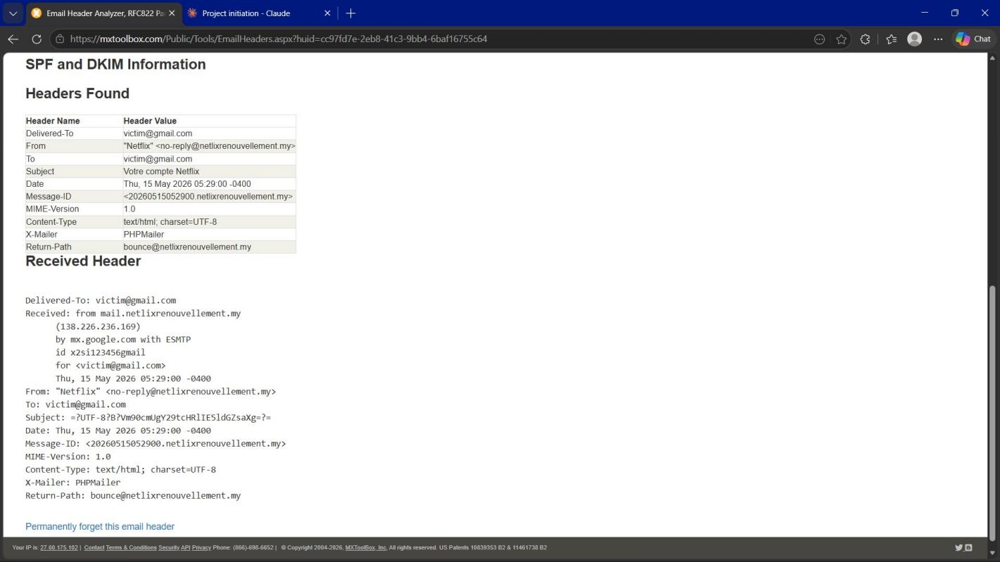 Email Header Analyzer, RFC822 Pa
Project initiation - Claude
https://mxtoolbox.com/Public/Tools/EmailHeaders.aspx?huid=cc97fd7e-2eb8-41c3-9bb4-6baf16755c64
Chat
SPF and DKIM Information
Headers Found
Header Name Header Value
Delivered-To victim@gmail.com
From "Netflix" <no-reply@netlixrenouvellement.my>
To victim@gmail.com
Subject Votre compte Netflix
Date Thu, 15 May 2026 05:29:00 -0400
Message-ID <20260515052900.netlixrenouvellement.my>
MIME-Version 1.0
Content-Type text/html; charset=UTF-8
X-Mailer PHPMailer
Return-Path bounce@netlixrenouvellement.my
Received Header
Delivered-To: victim@gmail.com
Received: from mail.netlixrenouvellement.my
(138.226.236.169)
by mx.google.com with ESMTP
id x2si123456gmail
for <victim@gmail.com>
Thu, 15 May 2026 05:29:00 -0400
From: "Netflix" <no-reply@netlixrenouvellement.my>
To: victim@gmail.com
Subject: =?UTF-8?B?Vm90cmUgY29tcHRlIE5ldGZsaXg=?=
Date: Thu, 15 May 2026 05:29:00 -0400
Message-ID: <20260515052900.netlixrenouvellement.my>
MIME-Version: 1.0
Content-Type: text/html; charset=UTF-8
X-Mailer: PHPMailer
Return-Path: bounce@netlixrenouvellement.my
Permanently forget this email header
Your IP is: 27.60.175.102 | Contact Terms & Conditions Security API Privacy Phone: (866)-698-6652 | © Copyright 2004-2026, MXToolBox, Inc, All rights reserved. US Patents 10839353 B2 & 11461738 B2